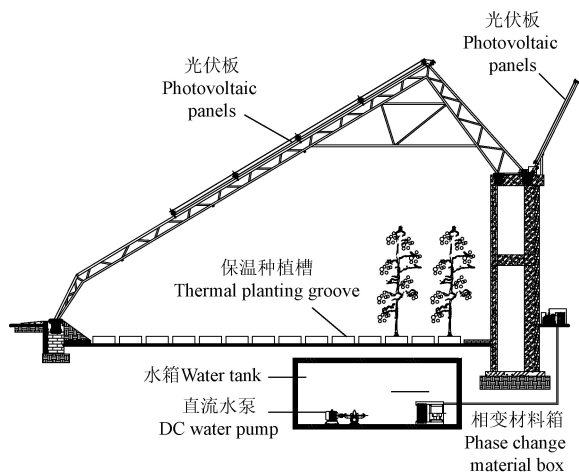 光伏板
Photovoltaic
panels
光伏板
Photovoltaic
panels
保温种植槽
Thermal planting groove
水箱Water tank
直流水泵
DC water pump
相变材料箱
Phase change
material box